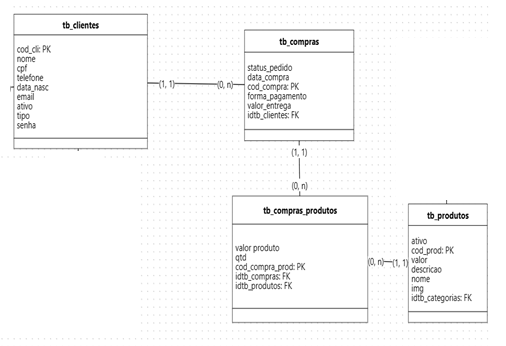 tb_clientes
cod_cli: PK
nome
cpf
telefone
data_nasc
email
ativo
tipo
senha
(1, 1)
(0, n)
tb_compras
status_pedido
data_compra
cod_compra: PK
forma_pagamento
valor_entrega
idtb_clientes: FK
(1, 1)
(0, n)
tb_compras_produtos
valor produto
qtd
cod_compra_prod: PK
idtb_compras: FK
idtb_produtos: FK
(0, n)
(1, 1)
tb_produtos
ativo
cod_prod: PK
valor
descricao
nome
img
idtb_categorias: FK